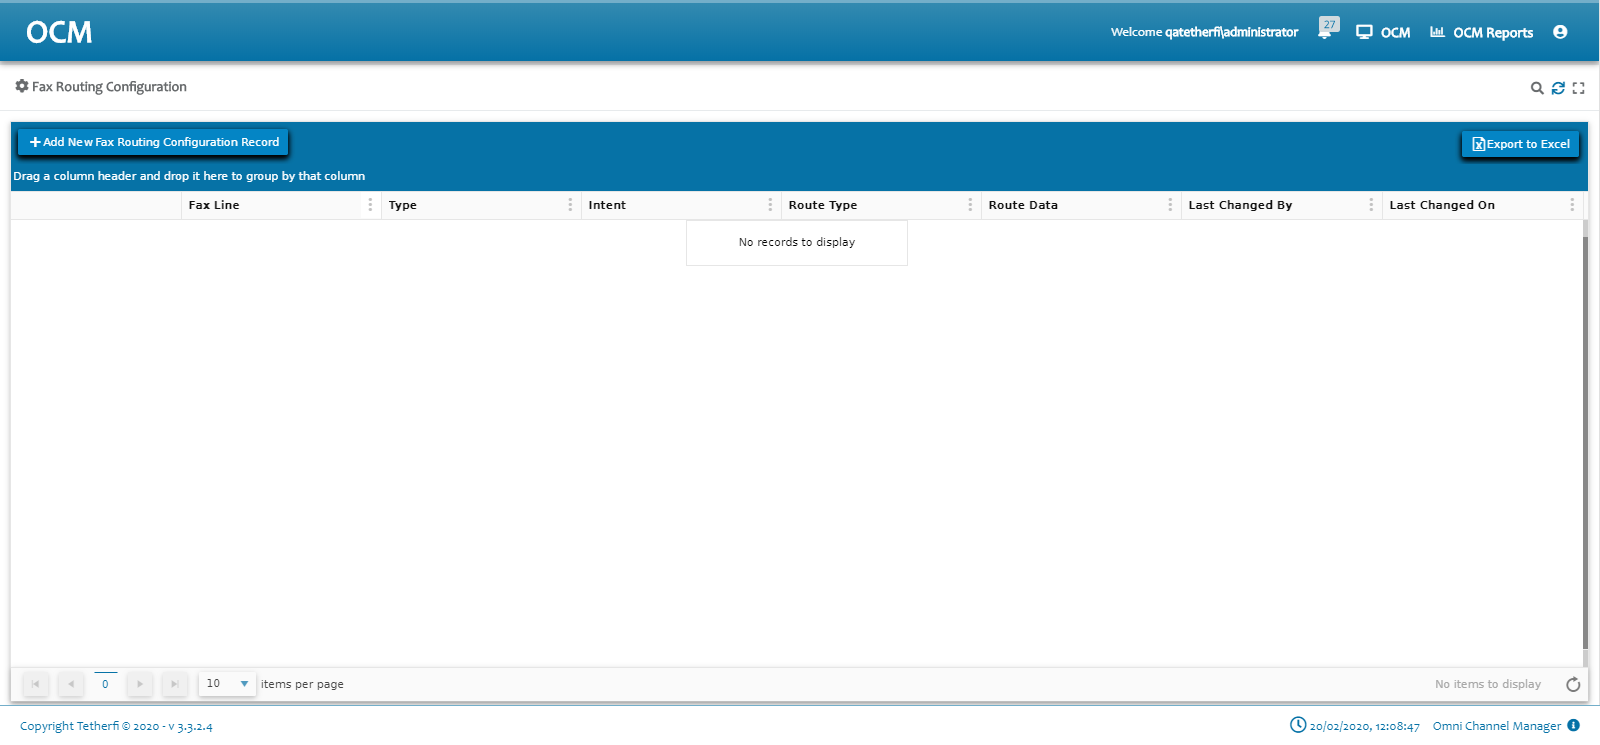 OCM
Welcome qatetherfi\administrator
27
OCM
OCM Reports
Fax Routing Configuration
Add New Fax Routing Configuration Record
Export to Excel
Drag a column header and drop it here to group by that column
Fax Line Type Intent Route Type Route Data Last Changed By Last Changed On
No records to display
0
10 items per page
No items to display
Copyright Tetherfi © 2020 - v 3.3.2.4
20/02/2020, 12:08:47
Omni Channel Manager